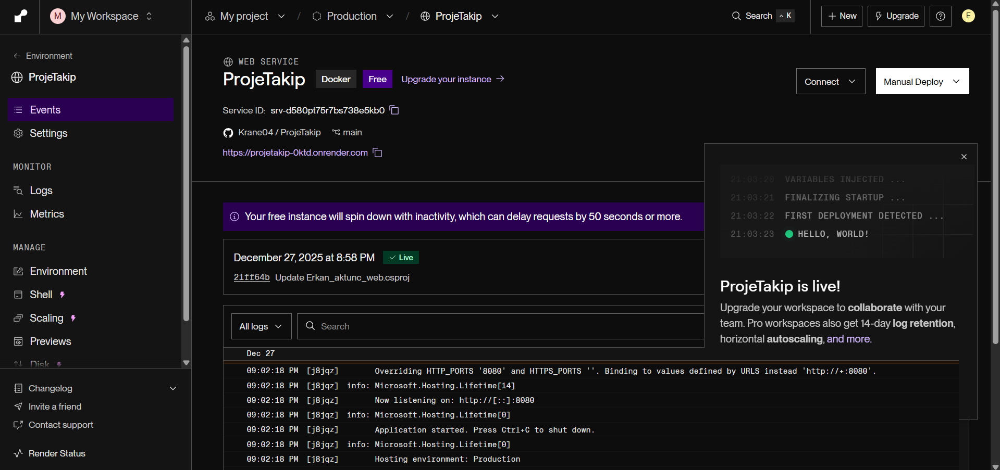 M My Workspace
My project / Production / ProjeTakip
Search ^ K
+ New
Upgrade
E
← Environment
ProjeTakip
Events
Settings
MONITOR
Logs
Metrics
MANAGE
Environment
Shell
Scaling
Previews
Disk
Changelog
Invite a friend
Contact support
Render Status
WEB SERVICE
ProjeTakip Docker Free Upgrade your instance →
Connect
Manual Deploy
Service ID: srv-d580pt75r7bs738e5kb0
Krane04 / ProjeTakip main
https://projetakip-0ktd.onrender.com
Your free instance will spin down with inactivity, which can delay requests by 50 seconds or more.
December 27, 2025 at 8:58 PM ✓ Live
21ff64b Update Erkan_aktunc_web.csproj
All logs
Search
Dec 27
09:02:18 PM [j8jqz] Overriding HTTP_PORTS '8080' and HTTPS_PORTS ''. Binding to values defined by URLS instead 'http://+:8080'.
09:02:18 PM [j8jqz] info: Microsoft.Hosting.Lifetime[14]
09:02:18 PM [j8jqz] Now listening on: http://[::]:8080
09:02:18 PM [j8jqz] info: Microsoft.Hosting.Lifetime[0]
09:02:18 PM [j8jqz] Application started. Press Ctrl+C to shut down.
09:02:18 PM [j8jqz] info: Microsoft.Hosting.Lifetime[0]
09:02:18 PM [j8jqz] Hosting environment: Production
21:03:20 VARIABLES INJECTED ...
21:03:21 FINALIZING STARTUP ...
21:03:22 FIRST DEPLOYMENT DETECTED ...
21:03:23 HELLO, WORLD!
ProjeTakip is live!
Upgrade your workspace to collaborate with your
team. Pro workspaces also get 14-day log retention,
horizontal autoscaling, and more.